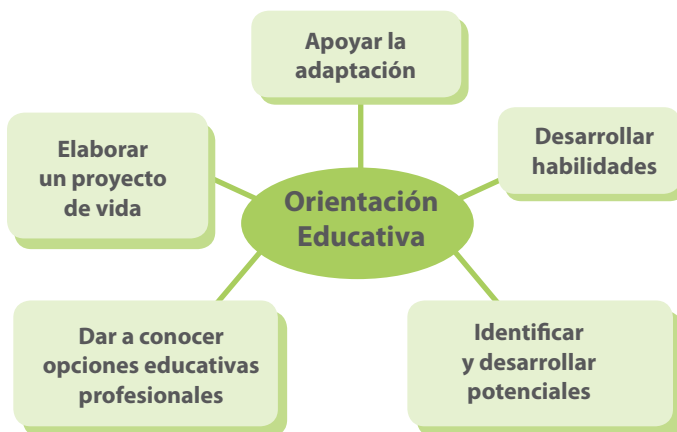 Apoyar la
adaptación
Desarrollar
habilidades
Elaborar
un proyecto
de vida
Orientación
Educativa
Dar a conocer
opciones educativas
profesionales
Identificar
y desarrollar
potenciales